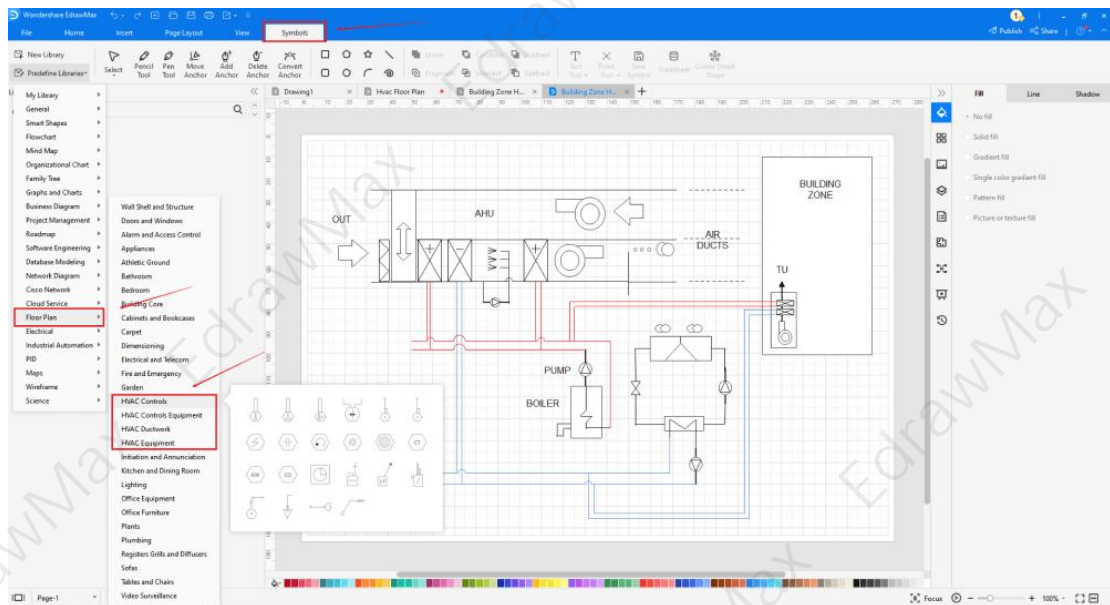 Wondershare EdrawMax
File Home Insert Page Layout View Symbols
Publish Share
New Library
Predefine Libraries
Select Pencil Tool Pen Tool Move Anchor Add Anchor Delete Anchor Convert Anchor
Text Tool Point Tool Save Symbol DataSheet Create Smart Shape
Drawing1 Hvac Floor Plan Building Zone H... Building Zone H...
Fill Line Shadow
No fill
Solid fill
Gradient fill
Single color gradient fill
Pattern fill
Picture or texture fill
My Library
General
Smart Shapes
Flowchart
Mind Map
Organizational Chart
Family Tree
Graphs and Charts
Business Diagram
Project Management
Roadmap
Software Engineering
Database Modeling
Network Diagram
Cisco Network
Cloud Service
Floor Plan
Electrical
Industrial Automation
PID
Maps
Wireframe
Science
Wall Shell and Structure
Doors and Windows
Alarm and Access Control
Appliances
Athletic Ground
Bathroom
Bedroom
Building Core
Cabinets and Bookcases
Carpet
Dimensioning
Electrical and Telecom
Fire and Emergency
Garden
HVAC Controls
HVAC Controls Equipment
HVAC Ductwork
HVAC Equipment
Initiation and Annunciation
Kitchen and Dining Room
Lighting
Office Equipment
Office Furniture
Plants
Plumbing
Registers Grills and Diffusers
Sofas
Tables and Chairs
Video Surveillance
OUT
AHU
BUILDING
ZONE
AIR
DUCTS
TU
PUMP
BOILER
Page-1
Focus
100%
EdrawMax